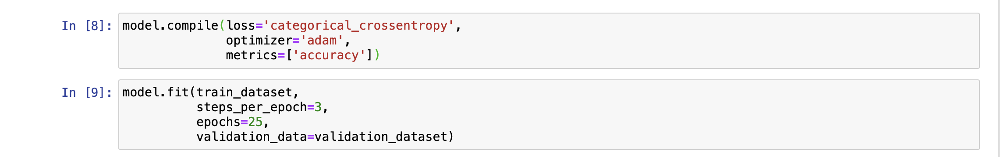 In [8]: model.compile(loss='categorical_crossentropy',
optimizer='adam',
metrics=['accuracy'])
In [9]: model.fit(train_dataset,
steps_per_epoch=3,
epochs=25,
validation_data=validation_dataset)